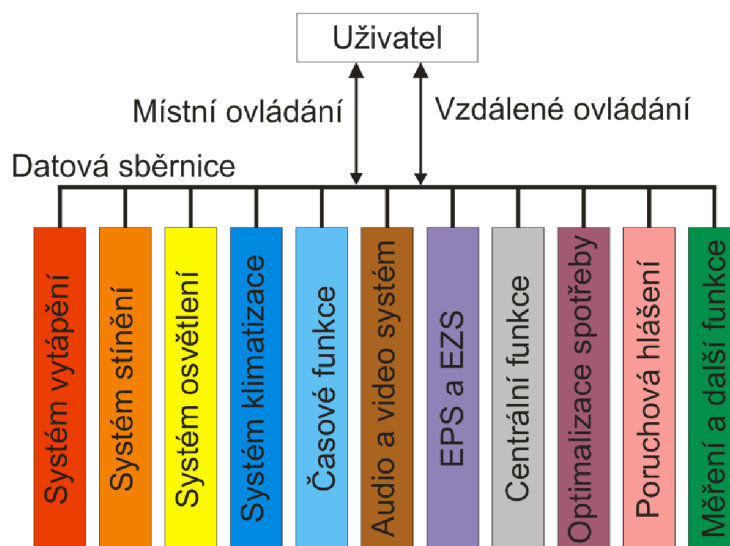 Uživatel
Místní ovládání
Vzdálené ovládání
Datová sběrnice
Systém vytápění
Systém stínění
Systém osvětlení
Systém klimatizace
Časové funkce
Audio a video systém
EPS a EZS
Centrální funkce
Optimalizace spotřeby
Poruchová hlášení
Měření a další funkce